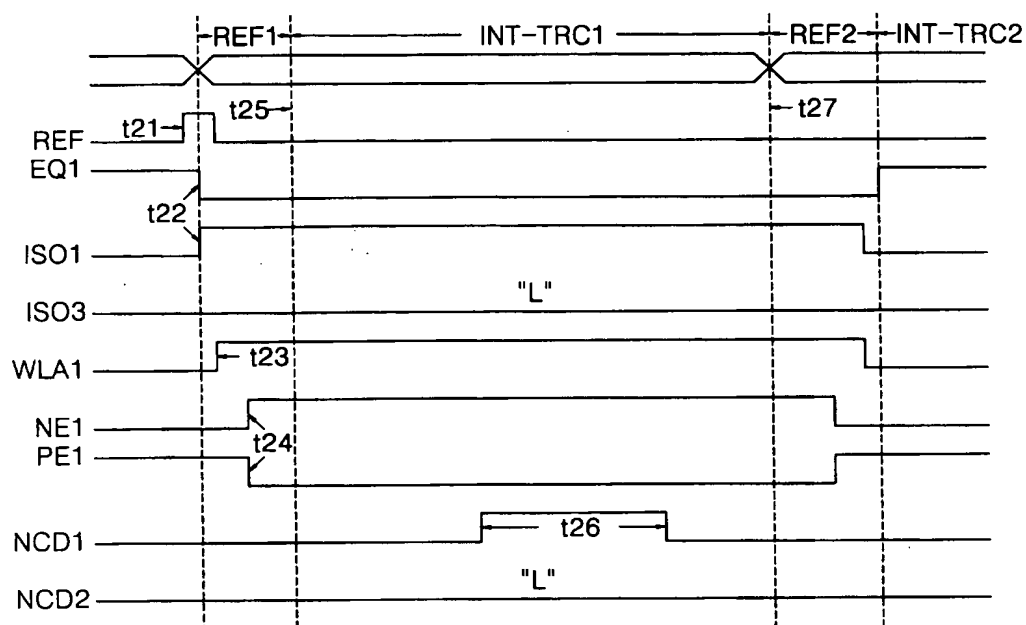 REF1 INT-TRC1 REF2 INT-TRC2
t25 t27
t21
REF
EQ1
t22
ISO1
"L"
ISO3
t23
WLA1
NE1
t24
PE1
t26
NCD1
"L"
NCD2